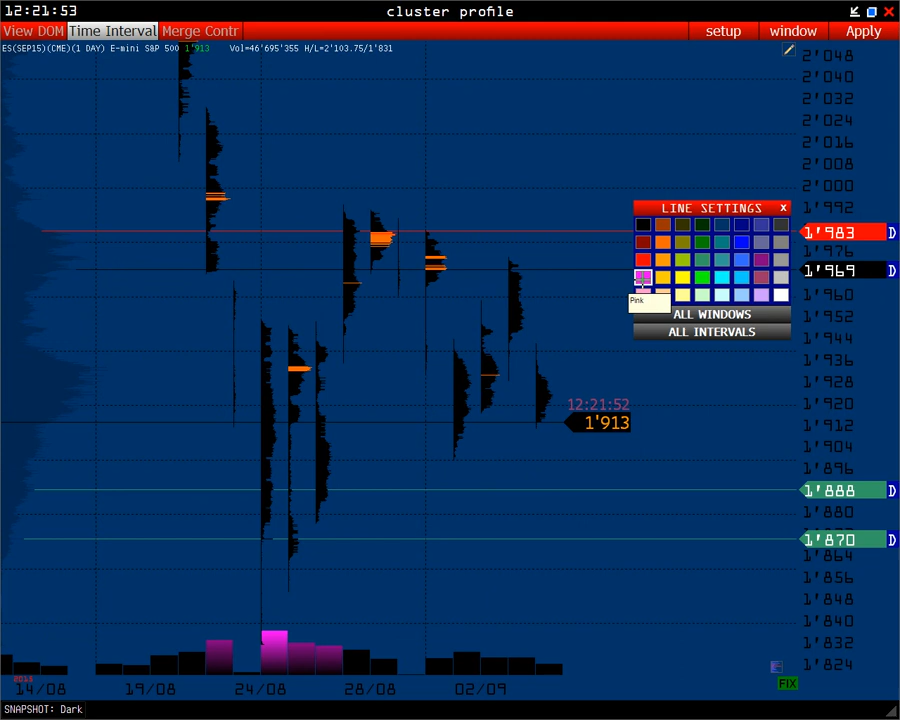 12:21:53 cluster profile
View DOM Time Interval Merge Contr setup window Apply
ES(SEP15)(CME)(1 DAY) E-mini S&P 500 1'913 Vol=46'695'355 H/L=2'103.75/1'831
2'048
2'040
2'032
2'024
2'016
2'008
2'000
1'992
LINE SETTINGS x
1'983 D
1'976
1'969 D
1'960
Pink
1'952
ALL WINDOWS
1'944
ALL INTERVALS
1'936
1'928
12:21:52
1'920
1'913
1'912
1'904
1'896
1'888 D
1'880
1'870 D
1'864
1'856
1'848
1'840
1'832
1'824
14/08 19/08 24/08 28/08 02/09
FIX
SNAPSHOT: Dark